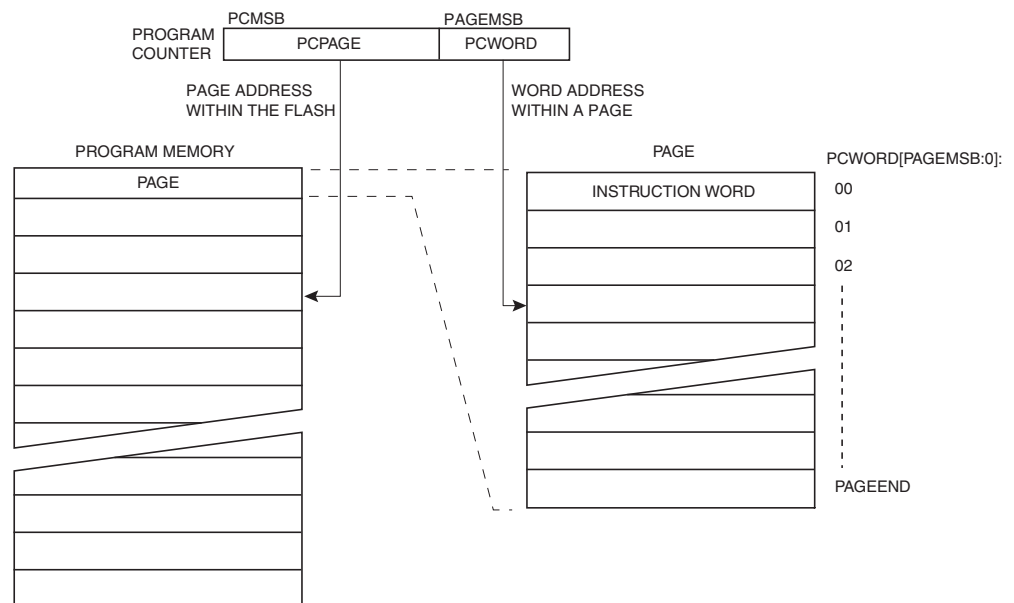 PCMSB PAGEMSB
PROGRAM
COUNTER
PCPAGE PCWORD
PAGE ADDRESS
WITHIN THE FLASH
WORD ADDRESS
WITHIN A PAGE
PROGRAM MEMORY
PAGE
PAGE
PCWORD[PAGEMSB:0]:
INSTRUCTION WORD
00
01
02
PAGEEND